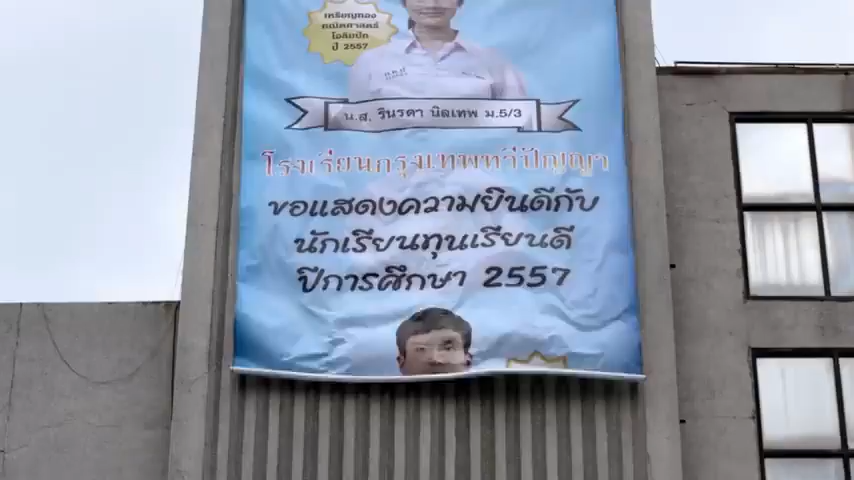 เหรียญทอง
คณิตศาสตร์
โอลิมปิก
ปี 2557
น.ส. รินรดา นิลเทพ ม.5/3
โรงเรียนกรุงเทพทวีปัญญา
ขอแสดงความยินดีกับ
นักเรียนทุนเรียนดี
ปีการศึกษา 2557